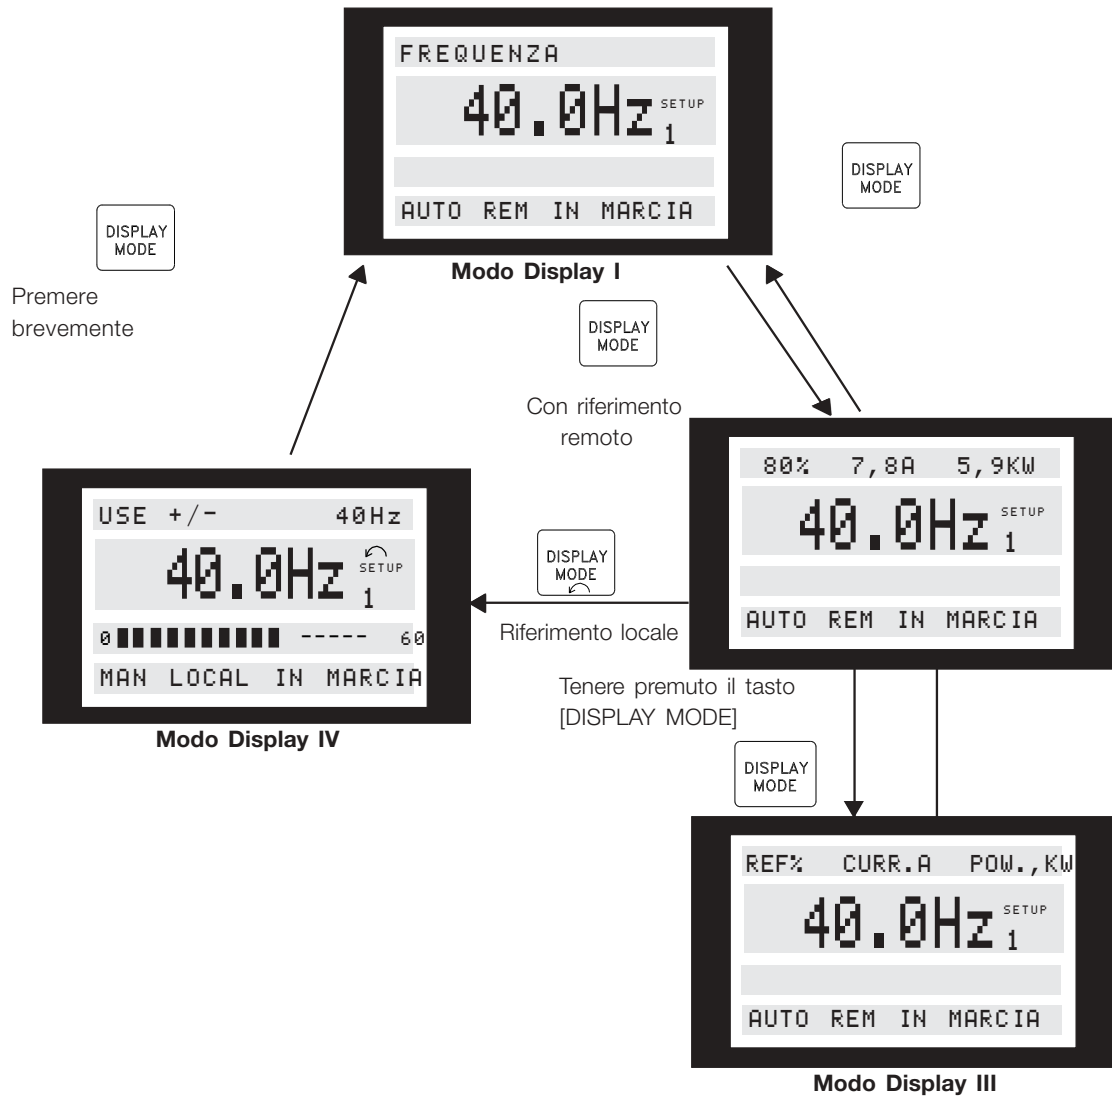 FREQUENZA
40.0Hz SETUP 1
AUTO REM IN MARCIA
Modo Display I
DISPLAY
MODE
DISPLAY
MODE
Premere
brevemente
DISPLAY
MODE
Con riferimento
remoto
80% 7,8A 5,9KW
40.0Hz SETUP 1
AUTO REM IN MARCIA
USE +/- 40Hz
40.0Hz SETUP 1
0 ----- 60
MAN LOCAL IN MARCIA
Modo Display IV
DISPLAY
MODE
Riferimento locale
Tenere premuto il tasto
[DISPLAY MODE]
DISPLAY
MODE
REF% CURR.A POW.,KW
40.0Hz SETUP 1
AUTO REM IN MARCIA
Modo Display III